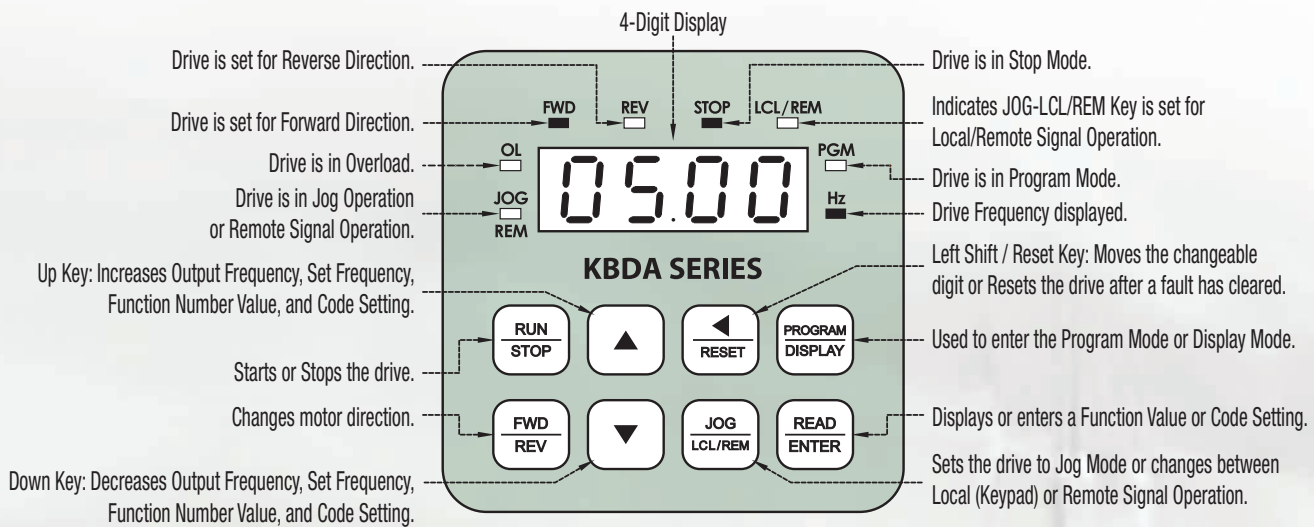 4-Digit Display
Drive is set for Reverse Direction.
Drive is set for Forward Direction.
Drive is in Overload.
Drive is in Jog Operation
or Remote Signal Operation.
Up Key: Increases Output Frequency, Set Frequency,
Function Number Value, and Code Setting.
Starts or Stops the drive.
Changes motor direction.
Down Key: Decreases Output Frequency, Set Frequency,
Function Number Value, and Code Setting.
FWD REV STOP LCL/REM
OL
PGM
JOG
REM
Hz
05.00
KBDA SERIES
RUN
STOP
▲
◀
RESET
PROGRAM
DISPLAY
FWD
REV
▼
JOG
LCL/REM
READ
ENTER
Drive is in Stop Mode.
Indicates JOG-LCL/REM Key is set for
Local/Remote Signal Operation.
Drive is in Program Mode.
Drive Frequency displayed.
Left Shift / Reset Key: Moves the changeable
digit or Resets the drive after a fault has cleared.
Used to enter the Program Mode or Display Mode.
Displays or enters a Function Value or Code Setting.
Sets the drive to Jog Mode or changes between
Local (Keypad) or Remote Signal Operation.